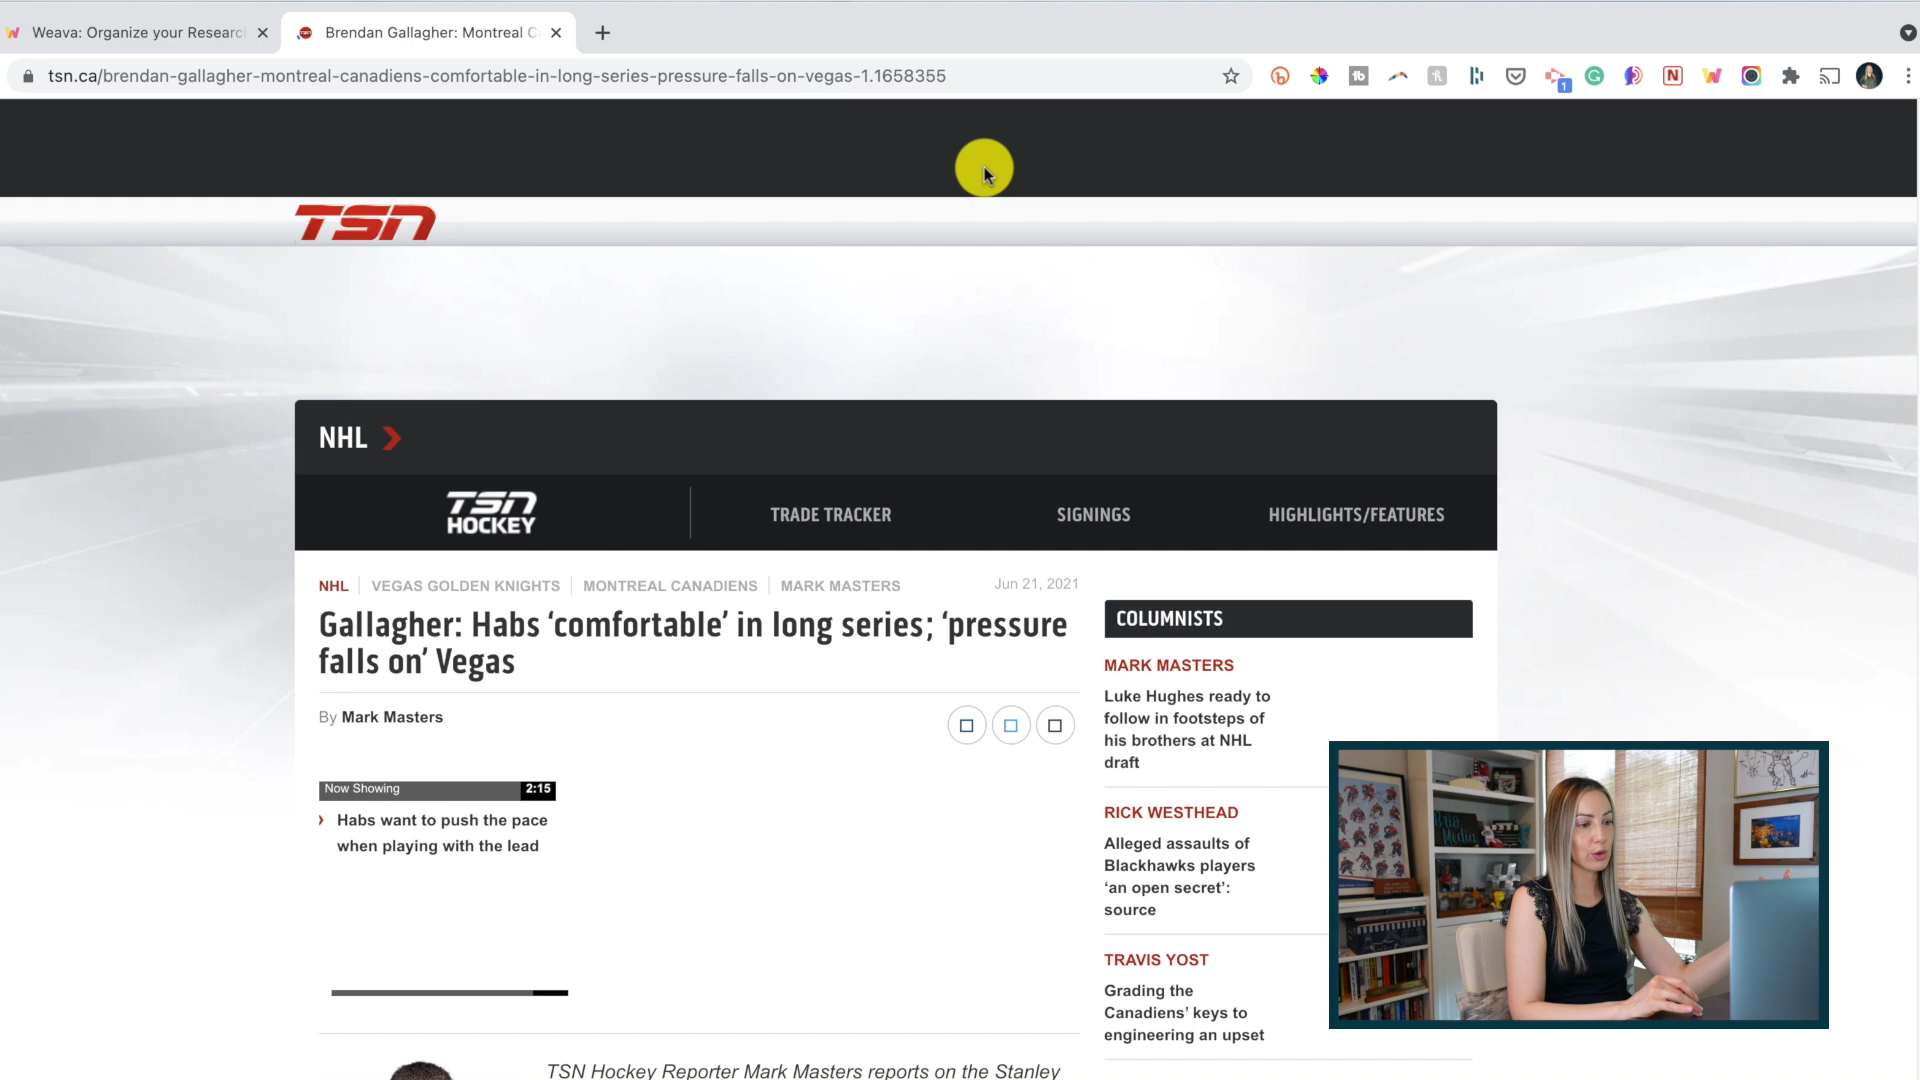 Weava: Organize your Researc
Brendan Gallagher: Montreal C
tsn.ca/brendan-gallagher-montreal-canadiens-comfortable-in-long-series-pressure-falls-on-vegas-1.1658355
1
TSN
NHL
TSN
HOCKEY
TRADE TRACKER
SIGNINGS
HIGHLIGHTS/FEATURES
NHL
VEGAS GOLDEN KNIGHTS
MONTREAL CANADIENS
MARK MASTERS
Jun 21, 2021
Gallagher: Habs ‘comfortable’ in long series; ‘pressure
falls on’ Vegas
By Mark Masters
Now Showing
2:15
Habs want to push the pace
when playing with the lead
TSN Hockey Reporter Mark Masters reports on the Stanley
COLUMNISTS
MARK MASTERS
Luke Hughes ready to
follow in footsteps of
his brothers at NHL
draft
RICK WESTHEAD
Alleged assaults of
Blackhawks players
‘an open secret’:
source
TRAVIS YOST
Grading the
Canadiens’ keys to
engineering an upset
Media